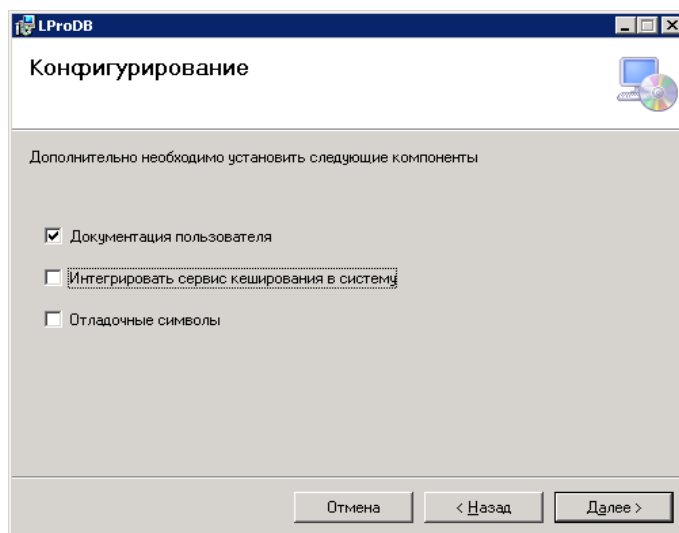 LProDB
Конфигурирование
Дополнительно необходимо установить следующие компоненты
Документация пользователя
Интегрировать сервис кеширования в систему
Отладочные символы
Отмена
< Назад
Далее >